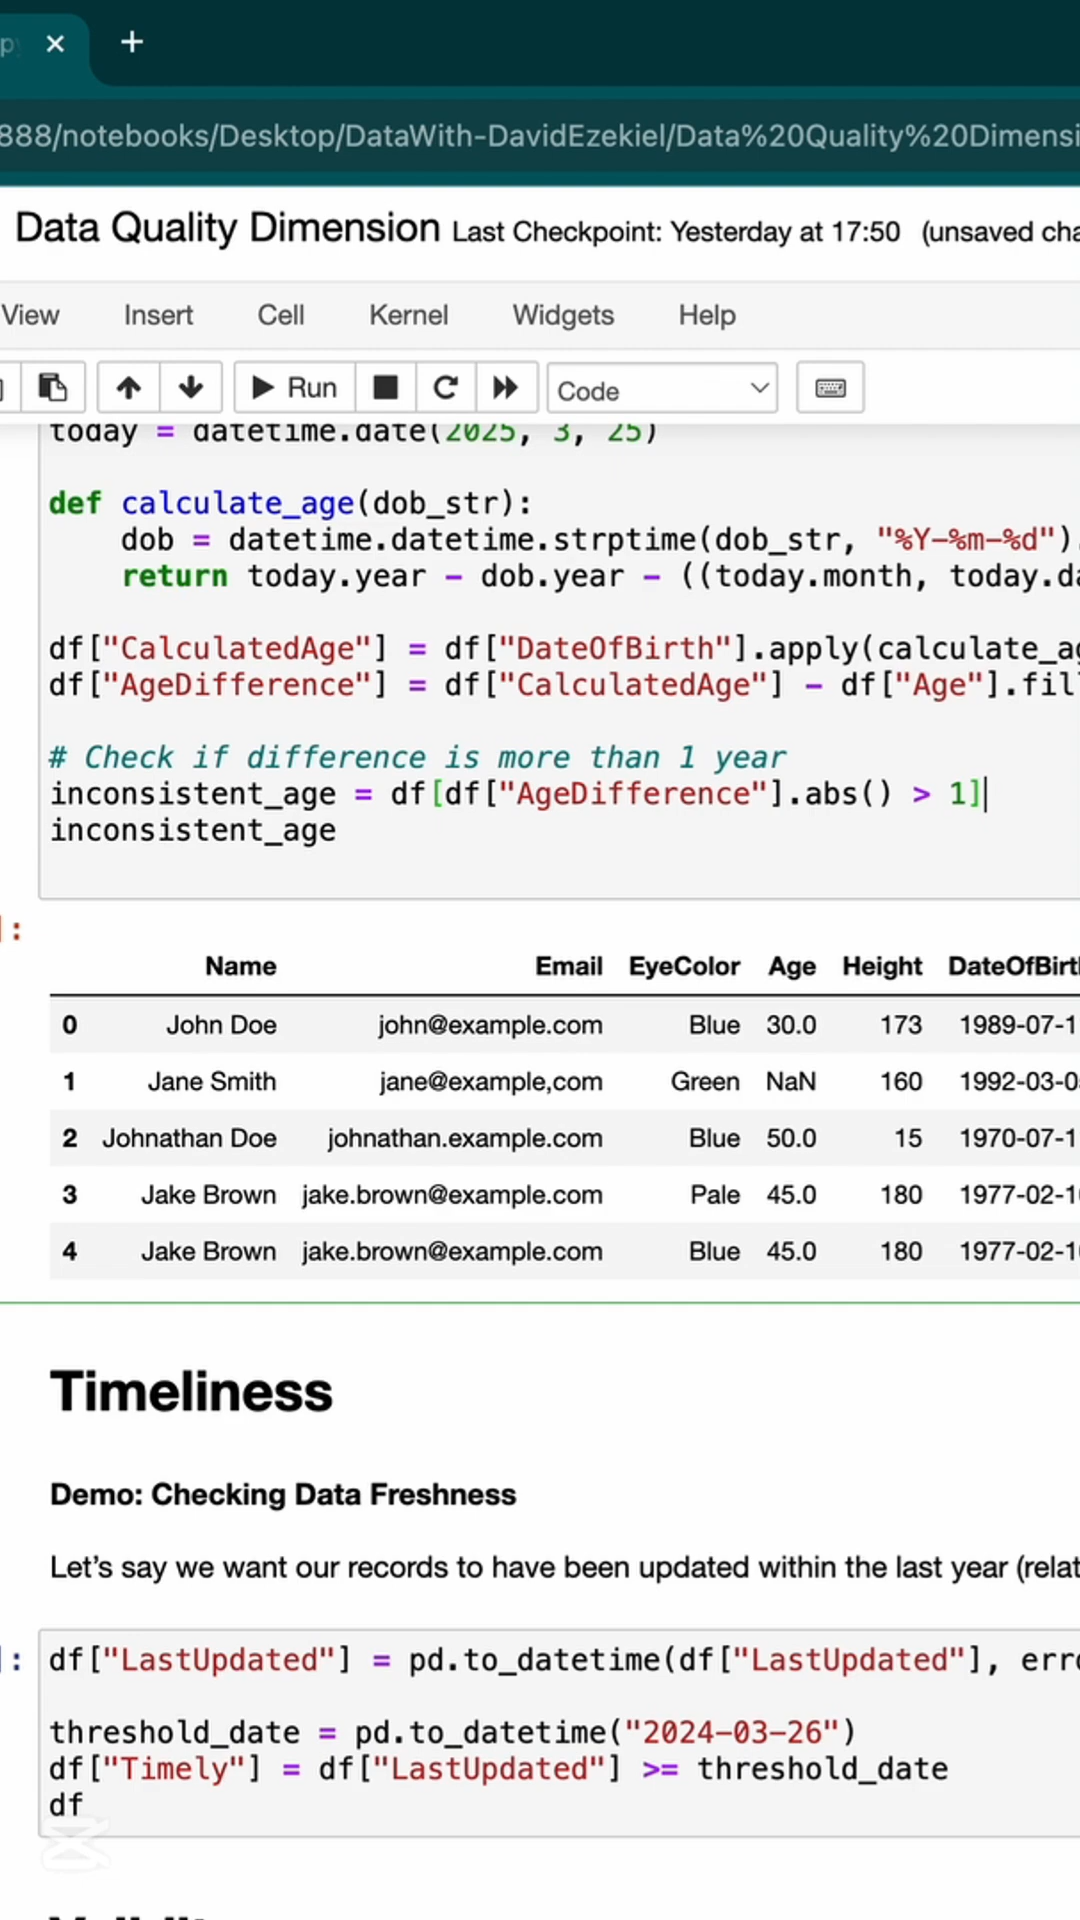 888/notebooks/Desktop/DataWith-DavidEzekiel/Data%20Quality%20Dimensi
Data Quality Dimension Last Checkpoint: Yesterday at 17:50 (unsaved cha
View Insert Cell Kernel Widgets Help
Run Code
today = datetime.date(2025, 3, 25)
def calculate_age(dob_str):
dob = datetime.datetime.strptime(dob_str, "%Y-%m-%d")
return today.year - dob.year - ((today.month, today.da
df["CalculatedAge"] = df["DateOfBirth"].apply(calculate_ag
df["AgeDifference"] = df["CalculatedAge"] - df["Age"].fil
# Check if difference is more than 1 year
inconsistent_age = df[df["AgeDifference"].abs() > 1]
inconsistent_age
]:
Name Email EyeColor Age Height DateOfBirth
0 John Doe john@example.com Blue 30.0 173 1989-07-1
1 Jane Smith jane@example,com Green NaN 160 1992-03-0
2 Johnathan Doe johnathan.example.com Blue 50.0 15 1970-07-1
3 Jake Brown jake.brown@example.com Pale 45.0 180 1977-02-1
4 Jake Brown jake.brown@example.com Blue 45.0 180 1977-02-1
Timeliness
Demo: Checking Data Freshness
Let's say we want our records to have been updated within the last year (relat
]: df["LastUpdated"] = pd.to_datetime(df["LastUpdated"], erro
threshold_date = pd.to_datetime("2024-03-26")
df["Timely"] = df["LastUpdated"] >= threshold_date
df